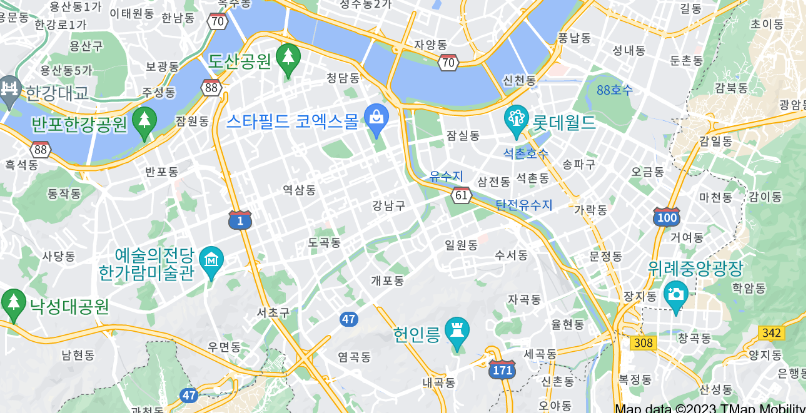 옥수동
성수동2가
길동
용문동
한강로1가
이태원동
한남동
70
초이동
용산구
자양동
풍납동
성내동
도산공원
70
둔촌동
용산동5가
보광동
청담동
신천동
88호수
감북동
88
한강대교
주성동
광암동
반포한강공원
잠원동
스타필드 코엑스몰
롯데월드
잠실동
감일동
88
흑석동
석촌호수
송파구
반포동
유수지
삼전동
석촌동
오금동
동작동
역삼동
61
마천동
감이동
강남구
탄천유수지
가락동
1
100
거여동
도곡동
일원동
사당동
예술의전당
한가람미술관
수서동
문정동
위례중앙광장
개포동
학암동
자곡동
장지동
낙성대공원
서초구
47
율현동
헌인릉
342
창곡동
308
우면동
남현동
염곡동
세곡동
양지동
171
내곡동
신촌동
복정동
은행동
47
산성동
과천동
오야동
Map data ©2023 TMap Mobility